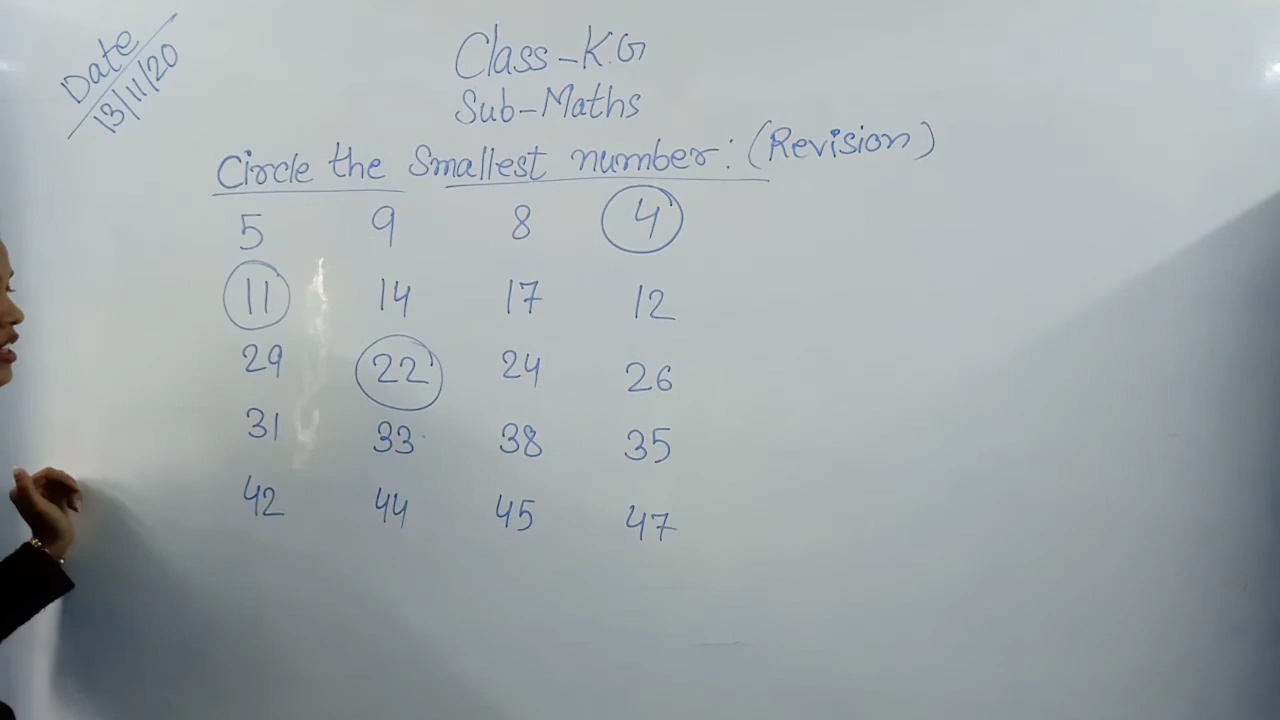 Date
13/11/20
Class-K.G
Sub-Maths
Circle the Smallest number: (Revision)
5 9 8 4
11 14 17 12
29 22 24 26
31 33 38 35
42 44 45 47